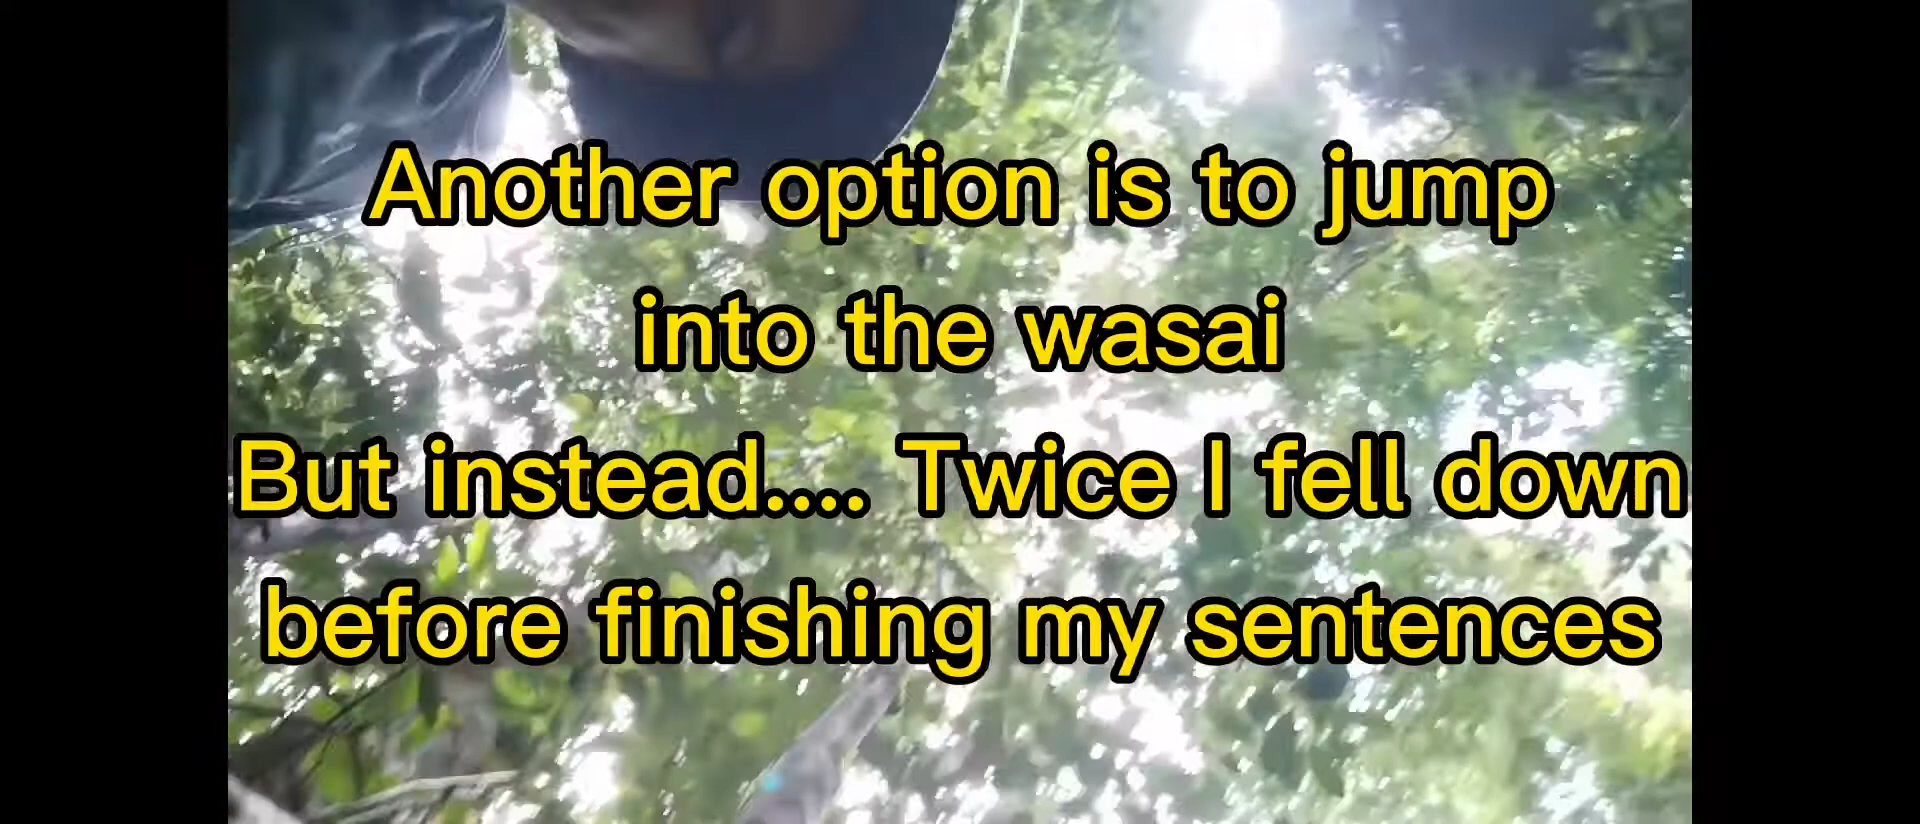 Another option is to jump
into the wasai
But instead.... Twice I fell down
before finishing my sentences